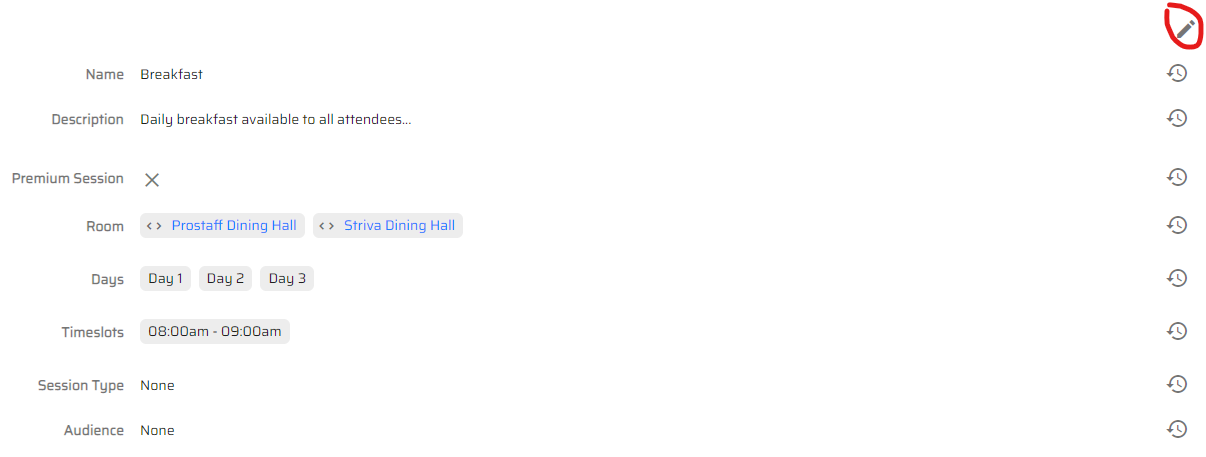 Name Breakfast
Description Daily breakfast available to all attendees...
Premium Session
Room Prostaff Dining Hall Striva Dining Hall
Days Day 1 Day 2 Day 3
Timeslots 08:00am - 09:00am
Session Type None
Audience None